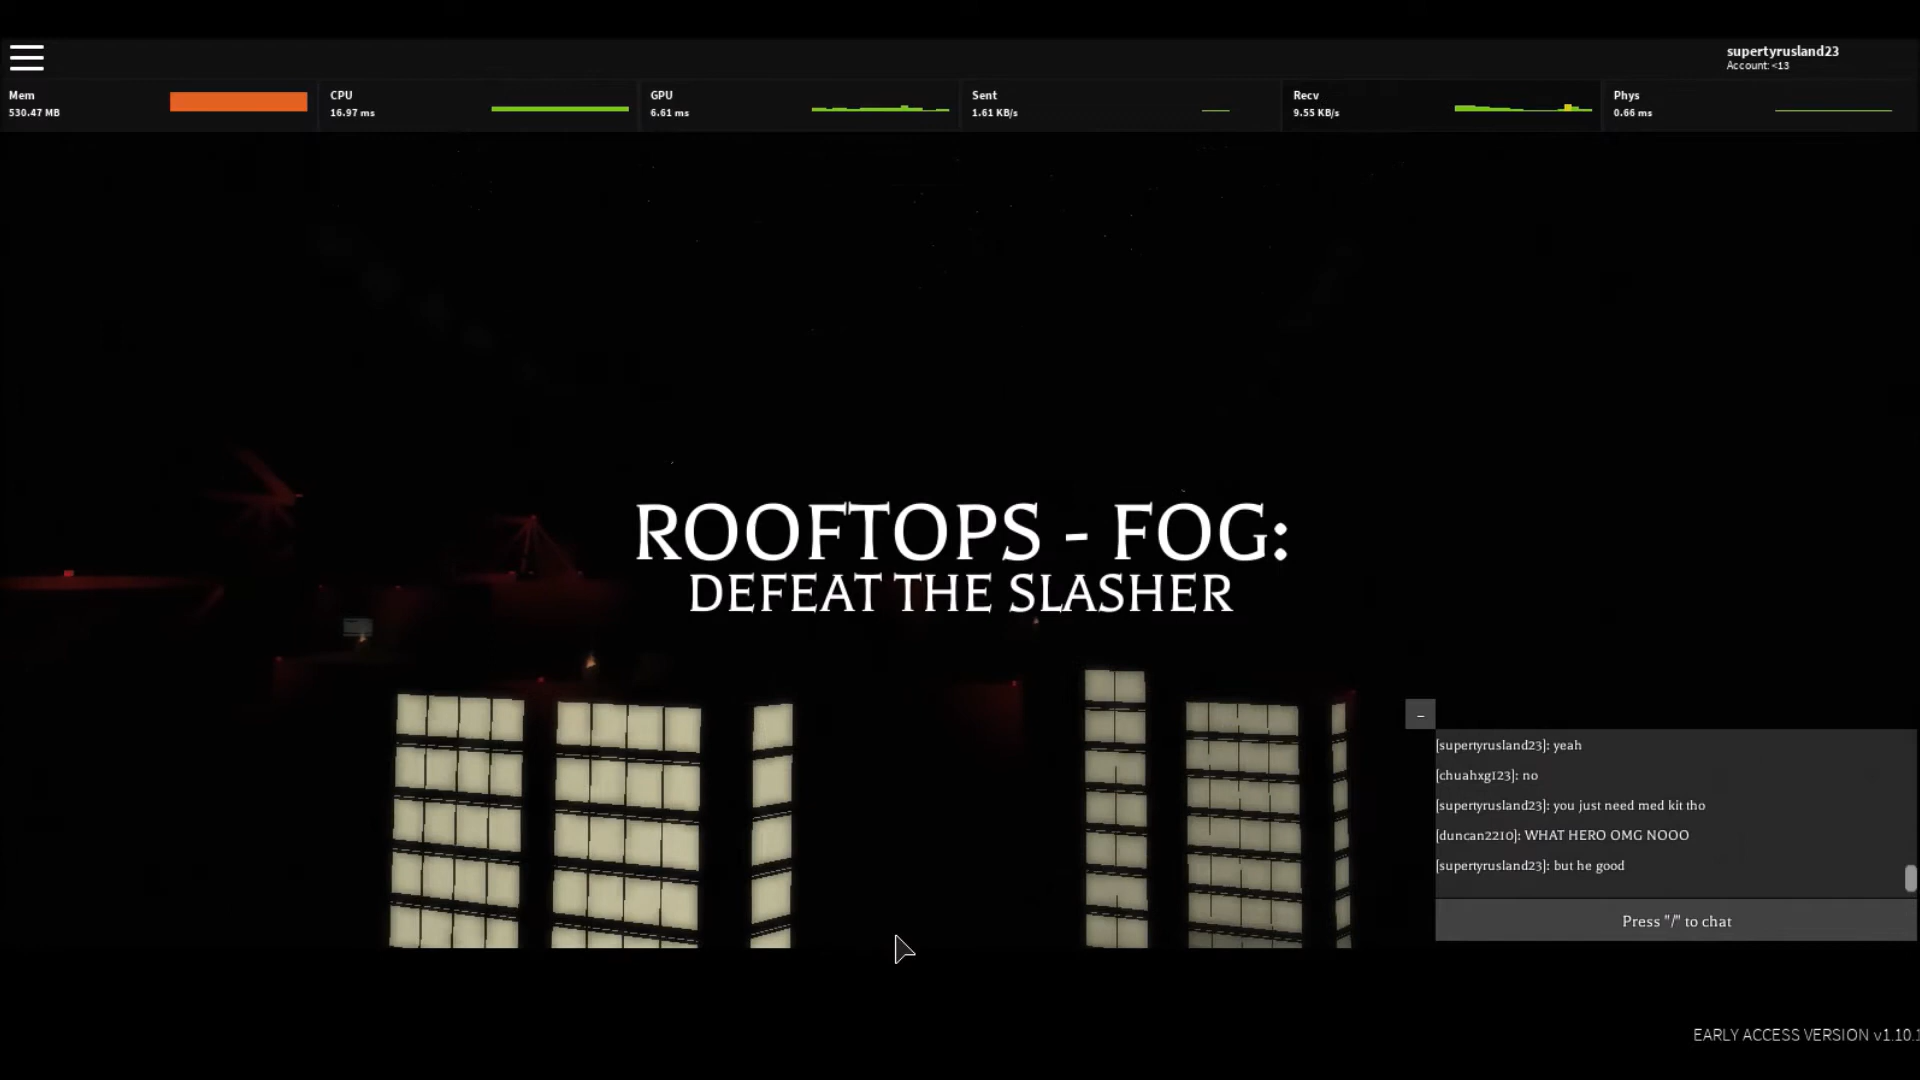 supertyrusland23
Account: <13
Mem
530.47 MB
CPU
16.97 ms
GPU
6.61 ms
Sent
1.61 KB/s
Recv
9.55 KB/s
Phys
0.66 ms
ROOFTOPS - FOG:
DEFEAT THE SLASHER
[supertyrusland23]: yeah
[chuahxg123]: no
[supertyrusland23]: you just need med kit tho
[duncan2210]: WHAT HERO OMG NOOO
[supertyrusland23]: but he good
Press "/" to chat
EARLY ACCESS VERSION v1.10.1